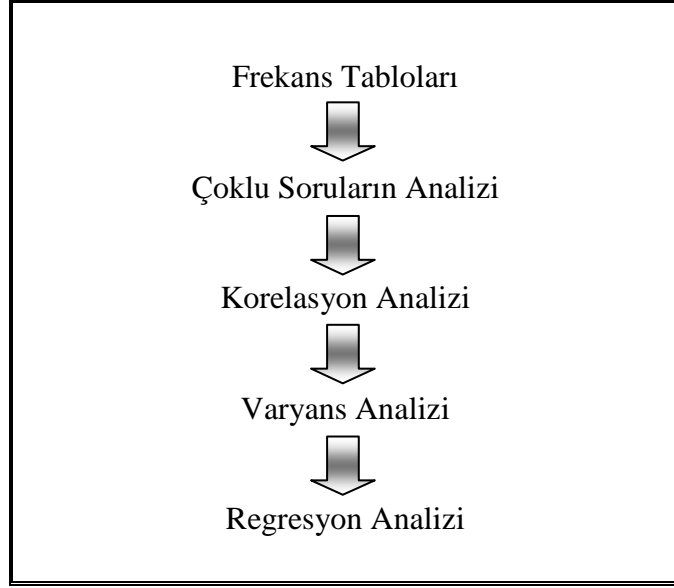 Frekans Tabloları
Çoklu Soruların Analizi
Korelasyon Analizi
Varyans Analizi
Regresyon Analizi